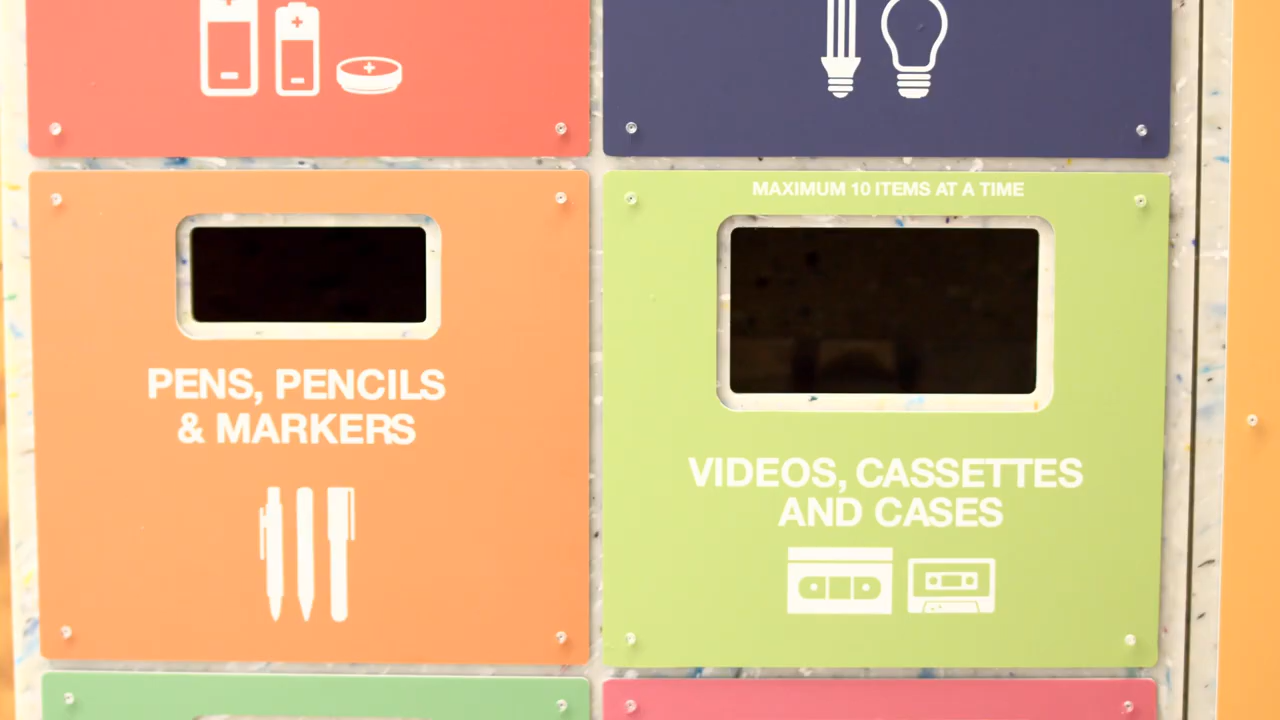 MAXIMUM 10 ITEMS AT A TIME
PENS, PENCILS
& MARKERS
VIDEOS, CASSETTES
AND CASES